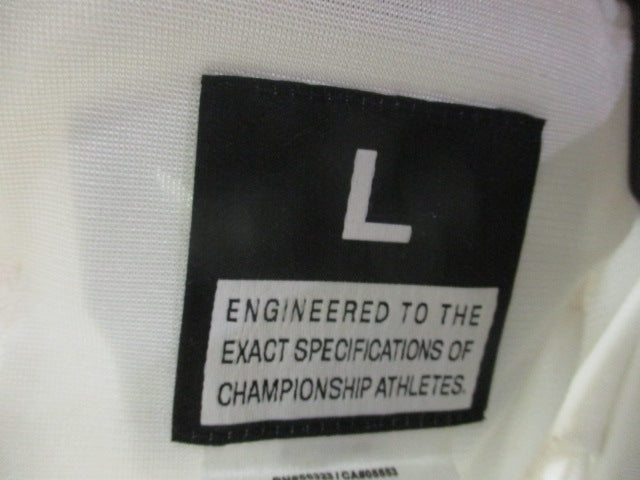 L
ENGINEERED TO THE
EXACT SPECIFICATIONS OF
CHAMPIONSHIP ATHLETES.